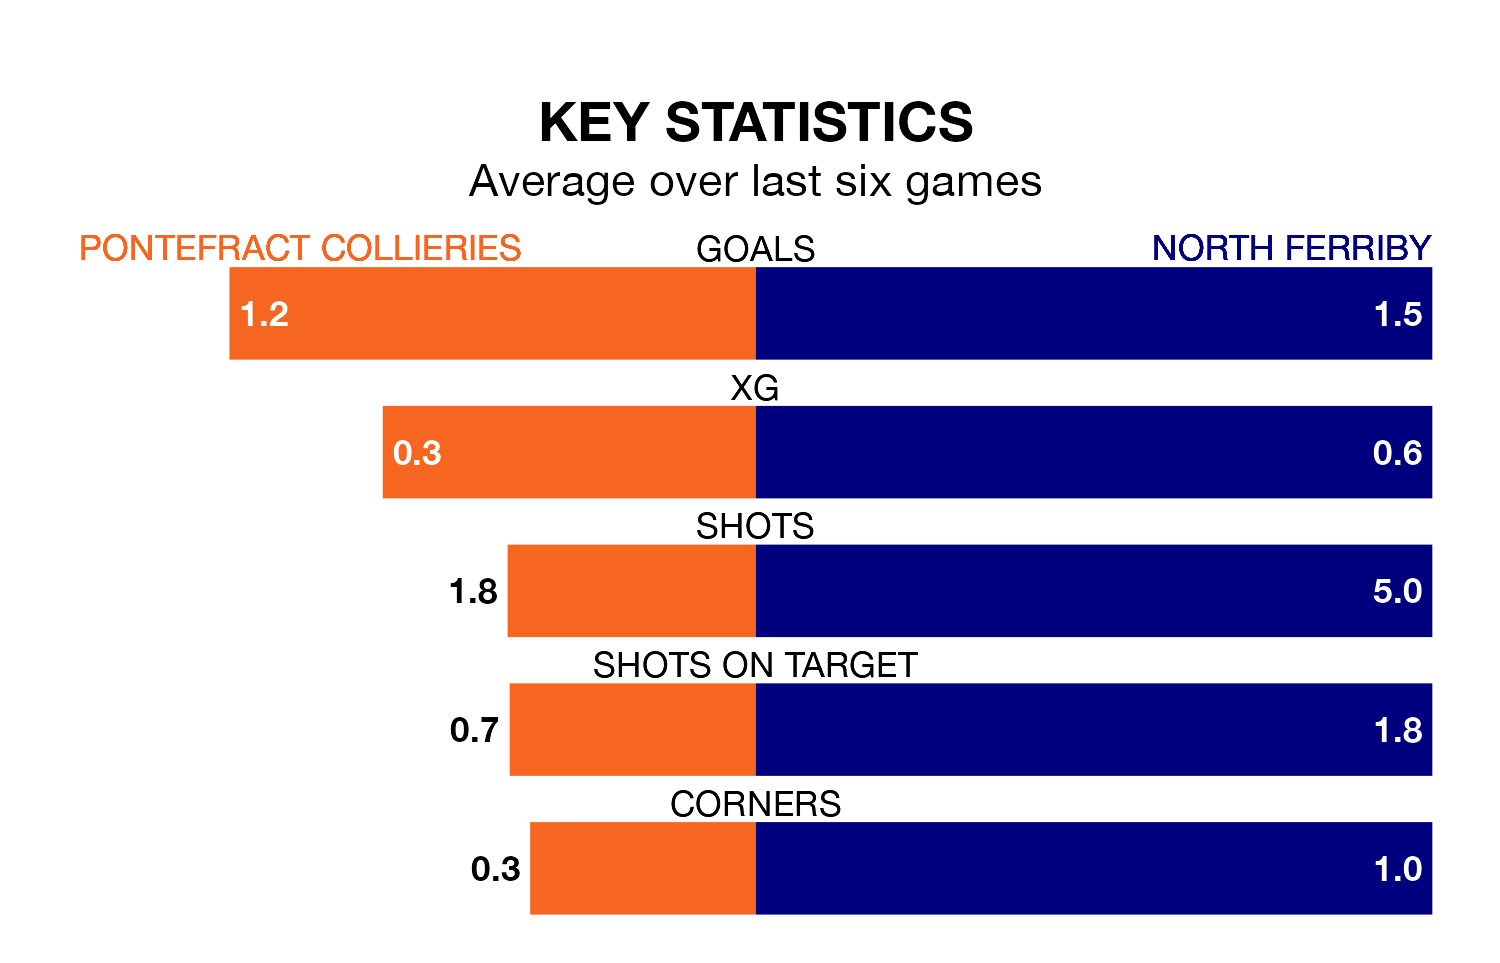 KEY STATISTICS
Average over last six games
PONTEFRACT COLLIERIES GOALS NORTH FERRIBY
1.2 1.5
XG
0.3 0.6
SHOTS
1.8 5.0
SHOTS ON TARGET
0.7 1.8
CORNERS
0.3 1.0